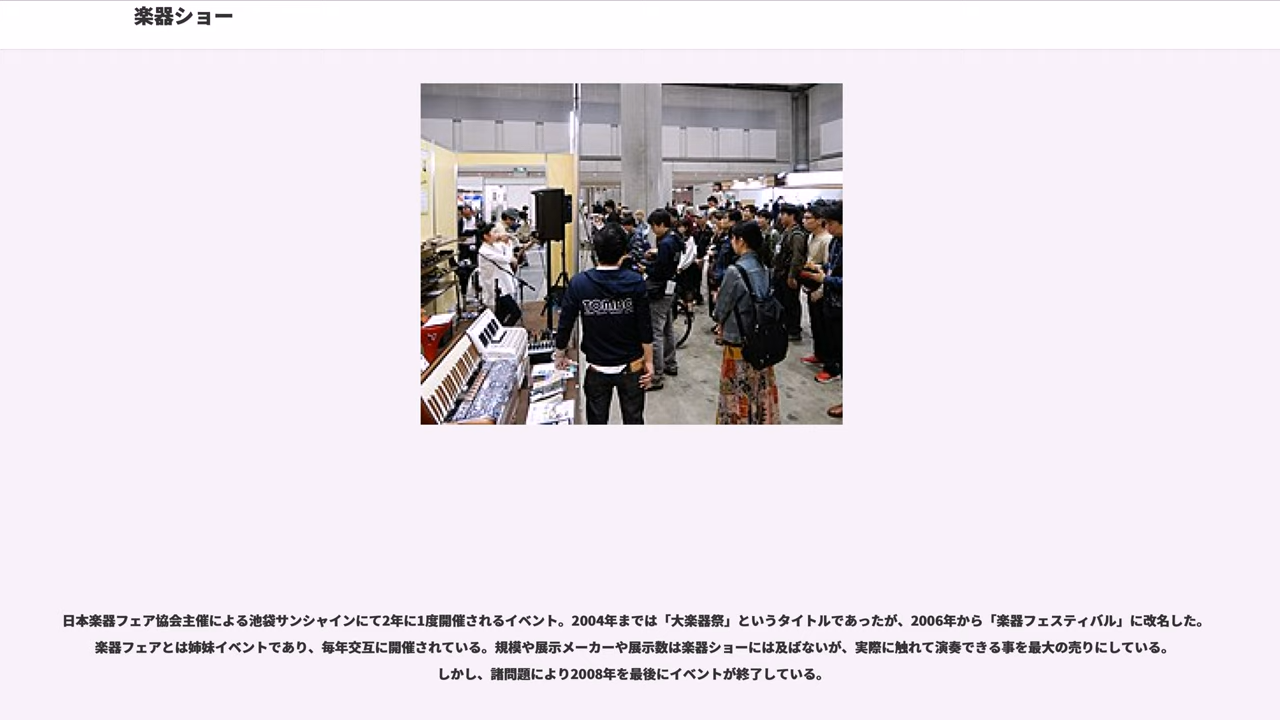 楽器ショー
TOMBO
日本楽器フェア協会主催による池袋サンシャインにて2年に1度開催されるイベント。2004年までは「大楽器祭」というタイトルであったが、2006年から「楽器フェスティバル」に改名した。
楽器フェアとは姉妹イベントであり、毎年交互に開催されている。規模や展示メーカーや展示数は楽器ショーには及ばないが、実際に触れて演奏できる事を最大の売りにしている。
しかし、諸問題により2008年を最後にイベントが終了している。